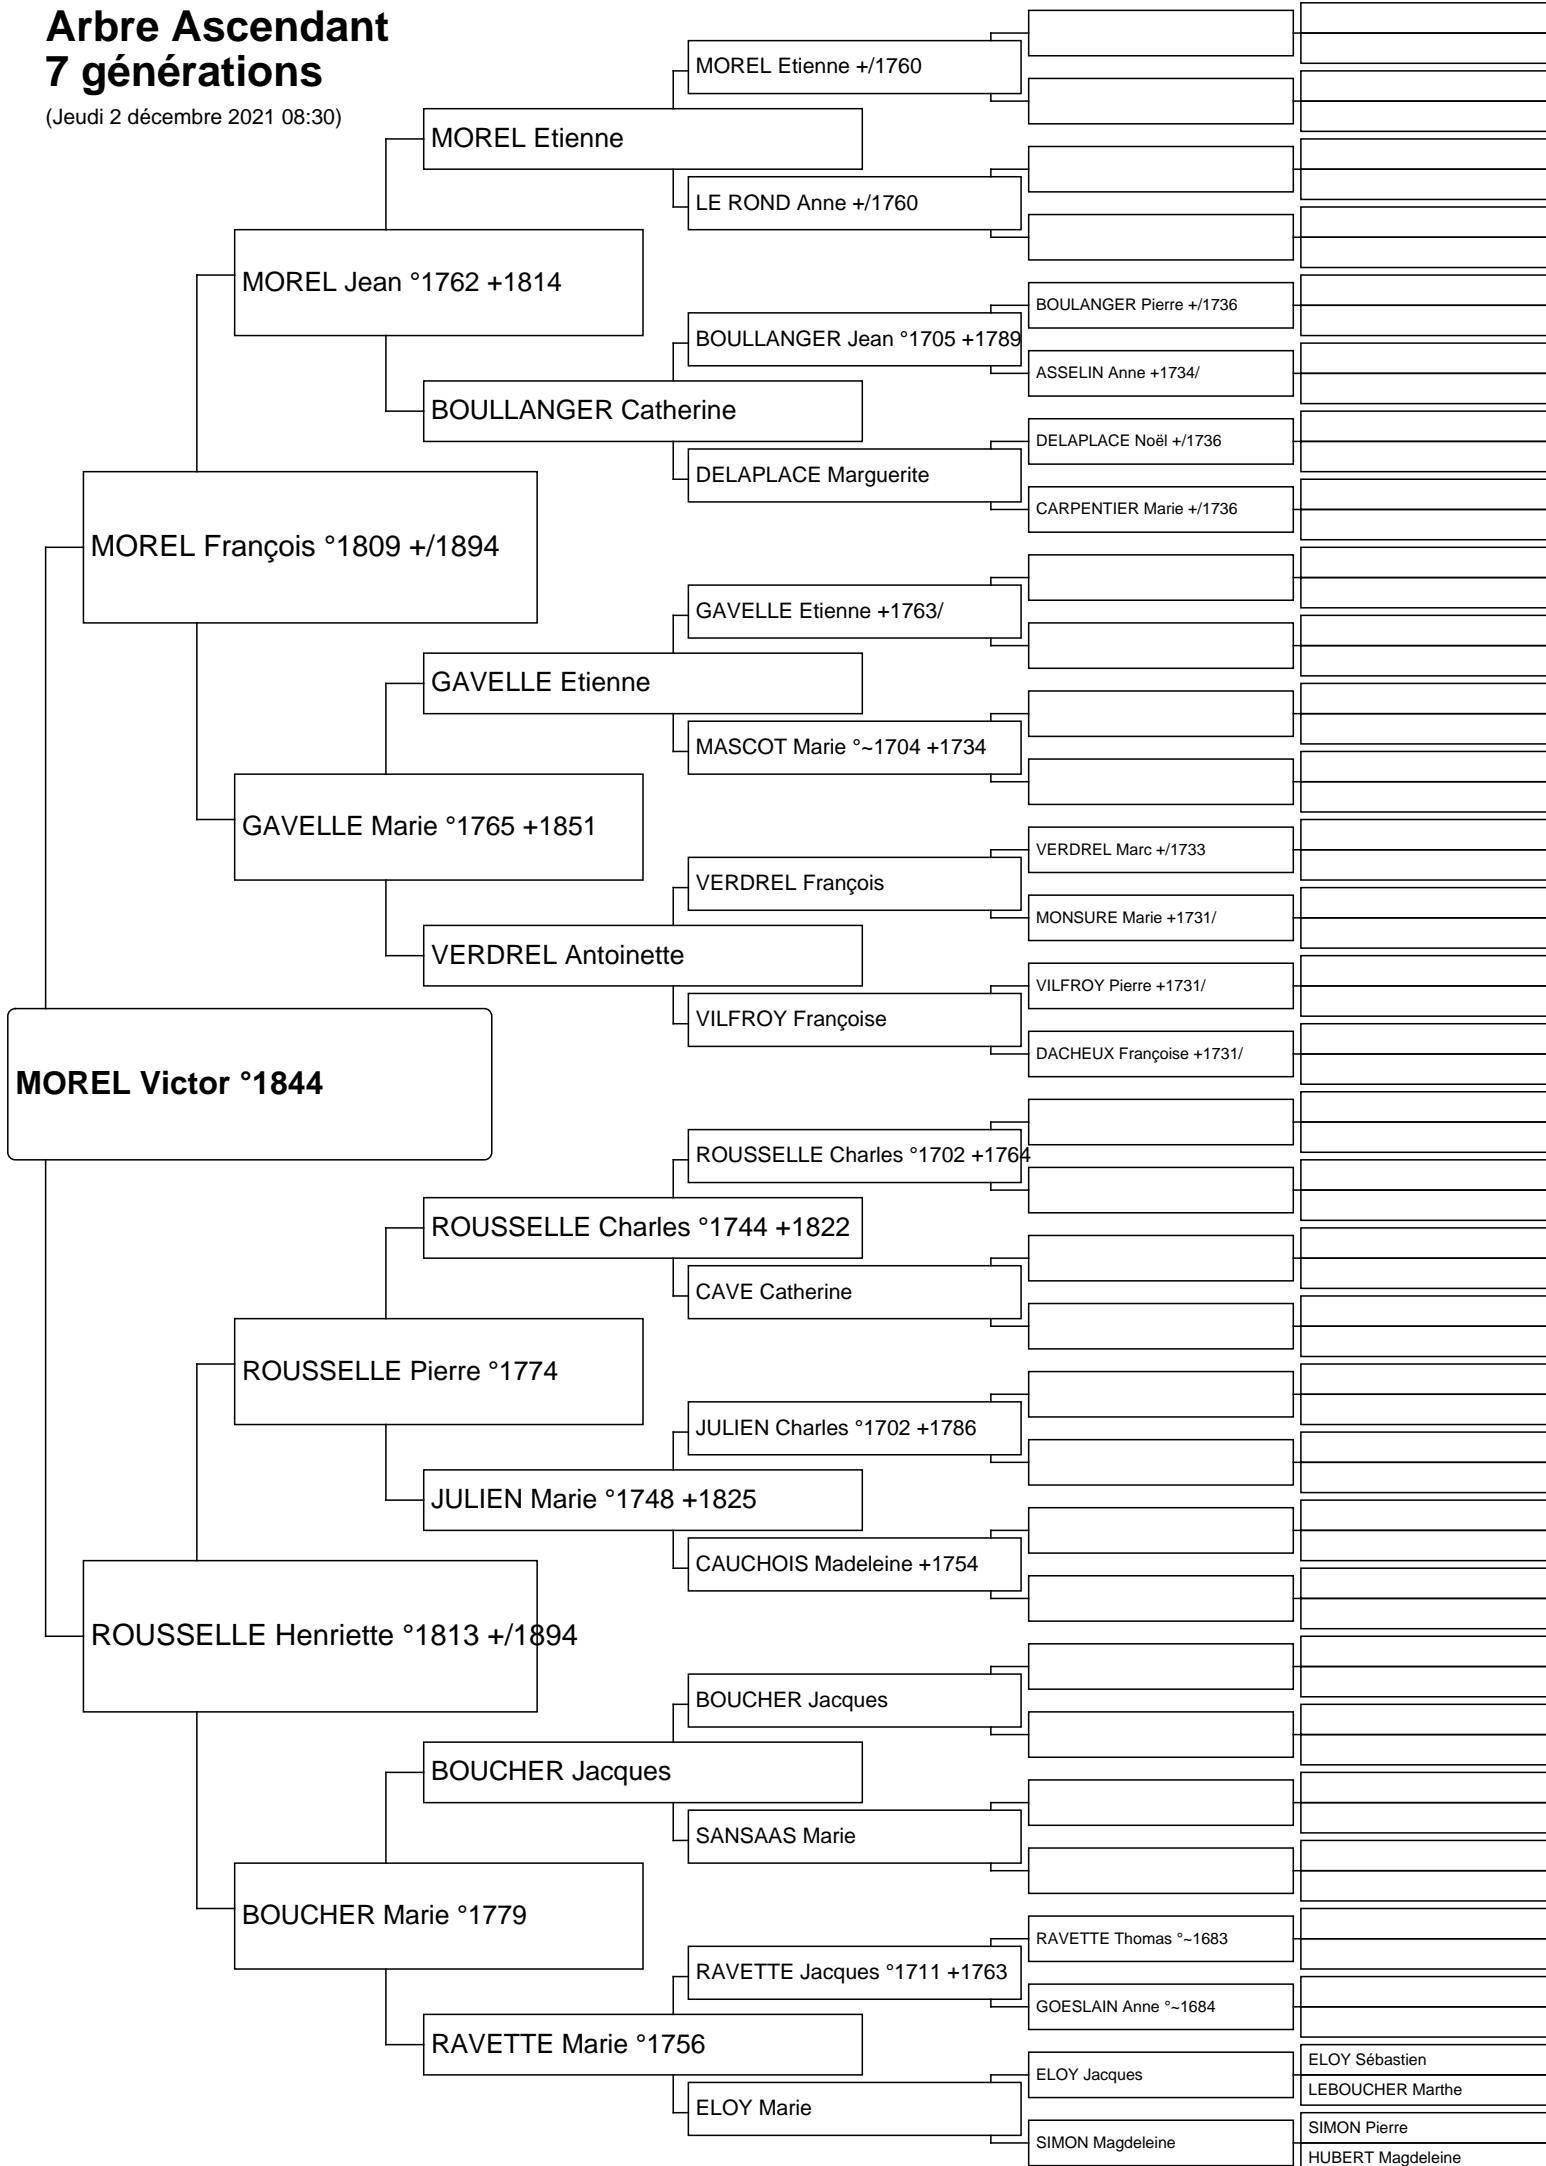 Arbre Ascendant
7 générations
(Jeudi 2 décembre 2021 08:30)
MOREL Etienne +/1760
MOREL Etienne
LE ROND Anne +/1760
MOREL Jean °1762 +1814
BOULANGER Pierre +/1736
BOULLANGER Jean °1705 +1789
ASSELIN Anne +1734/
BOULLANGER Catherine
DELAPLACE Noël +/1736
DELAPLACE Marguerite
CARPENTIER Marie +/1736
MOREL François °1809 +/1894
GAVELLE Etienne +1763/
GAVELLE Etienne
MASCOT Marie °~1704 +1734
GAVELLE Marie °1765 +1851
VERDREL Marc +/1733
VERDREL François
MONSURE Marie +1731/
VERDREL Antoinette
VILFROY Pierre +1731/
VILFROY Françoise
DACHEUX Françoise +1731/
MOREL Victor °1844
ROUSSELLE Charles °1702 +1764
ROUSSELLE Charles °1744 +1822
CAVE Catherine
ROUSSELLE Pierre °1774
JULIEN Charles °1702 +1786
JULIEN Marie °1748 +1825
CAUCHOIS Madeleine +1754
ROUSSELLE Henriette °1813 +/1894
BOUCHER Jacques
BOUCHER Jacques
SANSAAS Marie
BOUCHER Marie °1779
RAVETTE Thomas °~1683
RAVETTE Jacques °1711 +1763
GOESLAIN Anne °~1684
RAVETTE Marie °1756
ELOY Sébastien
ELOY Jacques
LEBOUCHER Marthe
ELOY Marie
SIMON Pierre
SIMON Magdeleine
HUBERT Magdeleine